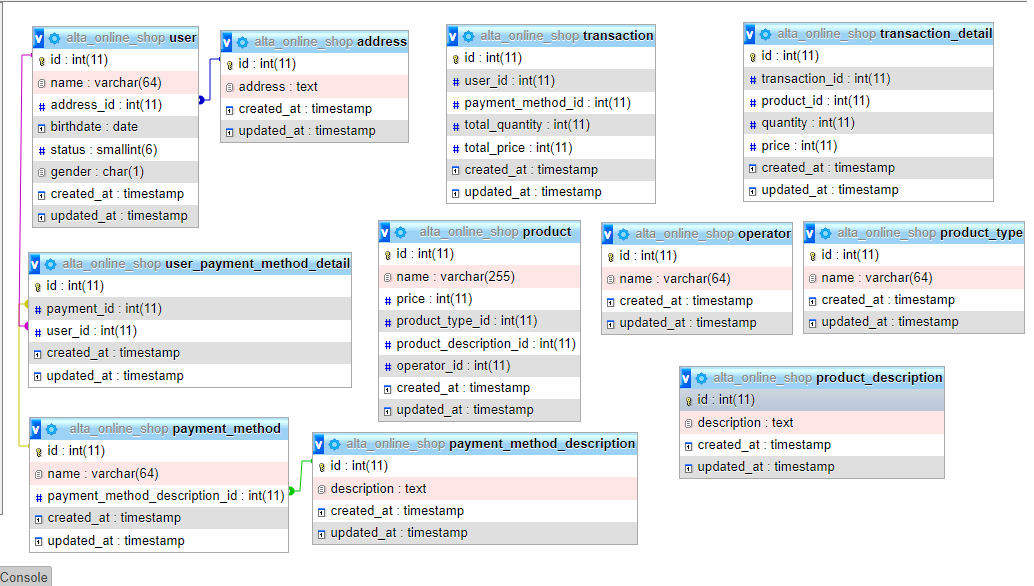 v alta_online_shop user
id : int(11)
name : varchar(64)
address_id : int(11)
birthdate : date
status : smallint(6)
gender : char(1)
created_at : timestamp
updated_at : timestamp
v alta_online_shop address
id : int(11)
address : text
created_at : timestamp
updated_at : timestamp
v alta_online_shop transaction
id : int(11)
user_id : int(11)
payment_method_id : int(11)
total_quantity : int(11)
total_price : int(11)
created_at : timestamp
updated_at : timestamp
v alta_online_shop transaction_detail
id : int(11)
transaction_id : int(11)
product_id : int(11)
quantity : int(11)
price : int(11)
created_at : timestamp
updated_at : timestamp
v alta_online_shop user_payment_method_detail
id : int(11)
payment_id : int(11)
user_id : int(11)
created_at : timestamp
updated_at : timestamp
v alta_online_shop product
id : int(11)
name : varchar(255)
price : int(11)
product_type_id : int(11)
product_description_id : int(11)
operator_id : int(11)
created_at : timestamp
updated_at : timestamp
v alta_online_shop operator
id : int(11)
name : varchar(64)
created_at : timestamp
updated_at : timestamp
v alta_online_shop product_type
id : int(11)
name : varchar(64)
created_at : timestamp
updated_at : timestamp
v alta_online_shop product_description
id : int(11)
description : text
created_at : timestamp
updated_at : timestamp
v alta_online_shop payment_method
id : int(11)
name : varchar(64)
payment_method_description_id : int(11)
created_at : timestamp
updated_at : timestamp
v alta_online_shop payment_method_description
id : int(11)
description : text
created_at : timestamp
updated_at : timestamp
Console